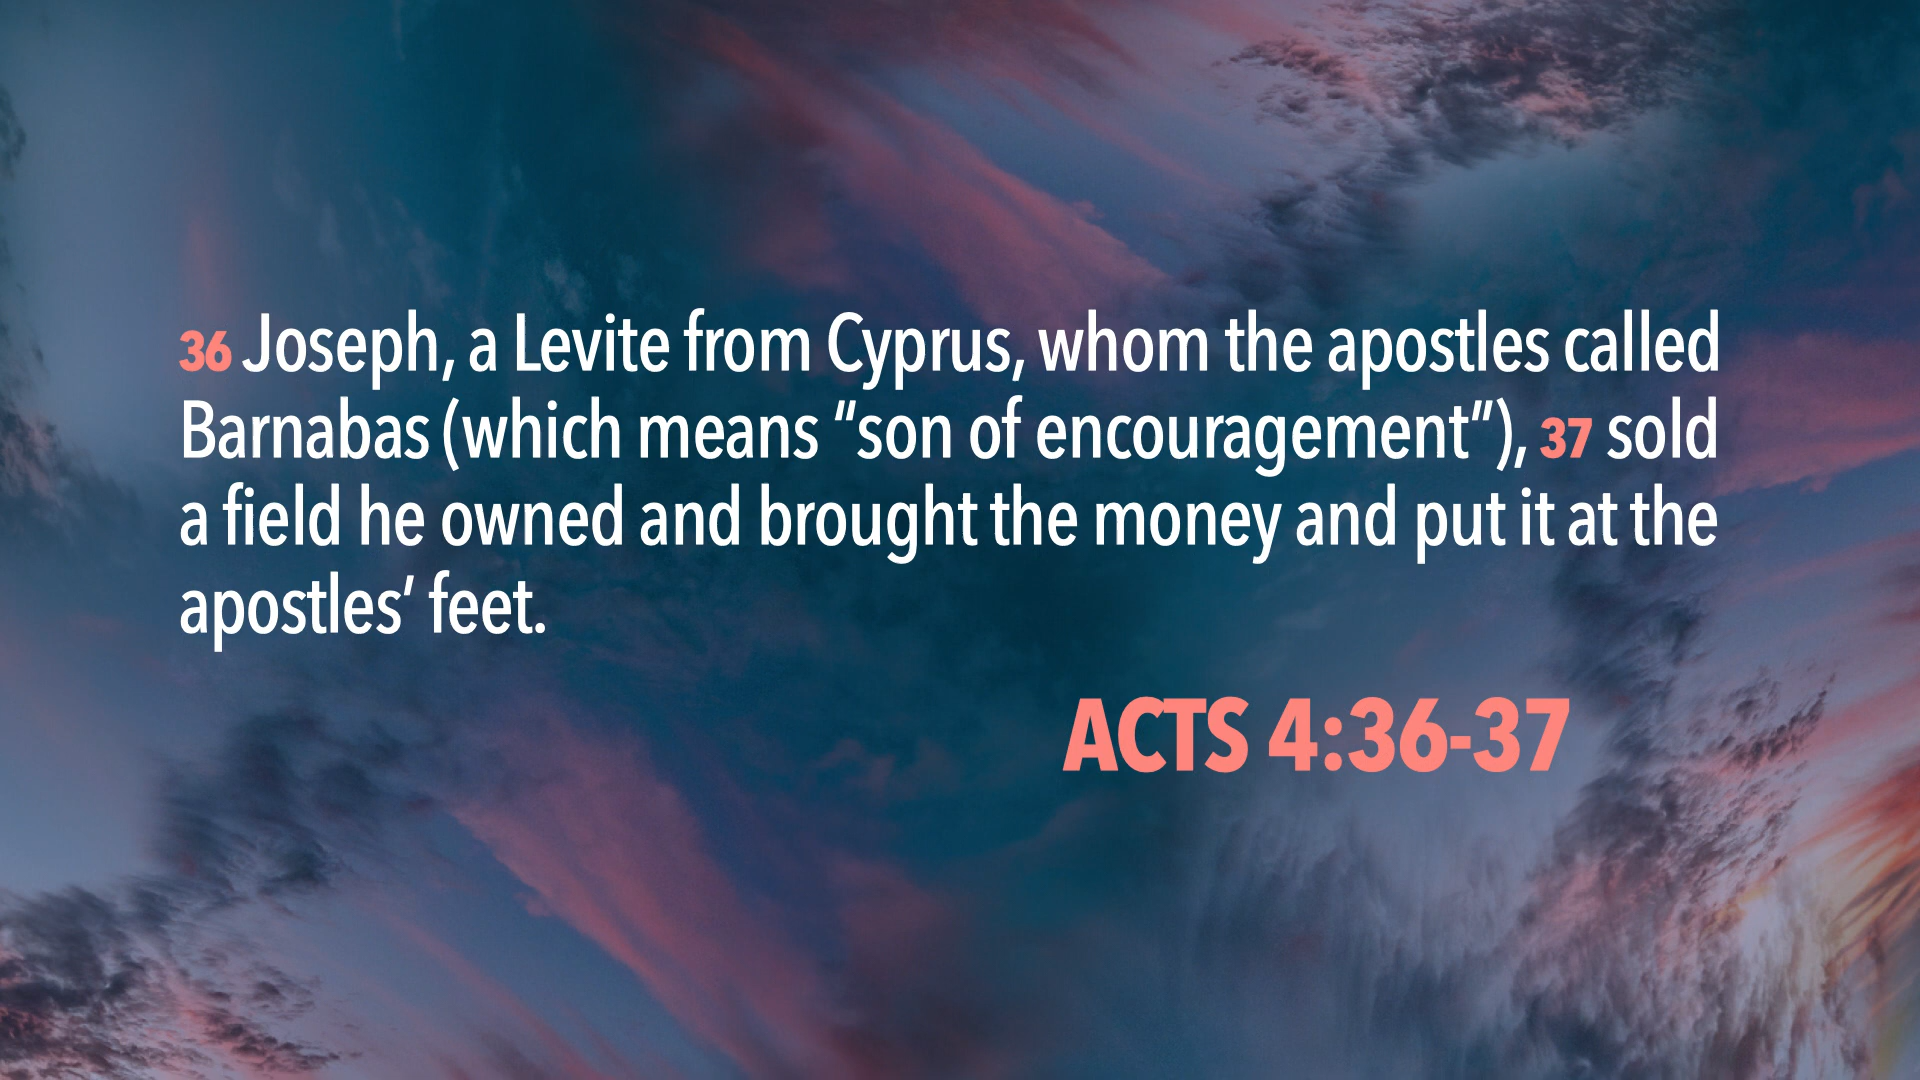 36 Joseph, a Levite from Cyprus, whom the apostles called
Barnabas (which means “son of encouragement”), 37 sold
a field he owned and brought the money and put it at the
apostles’ feet.
ACTS 4:36-37